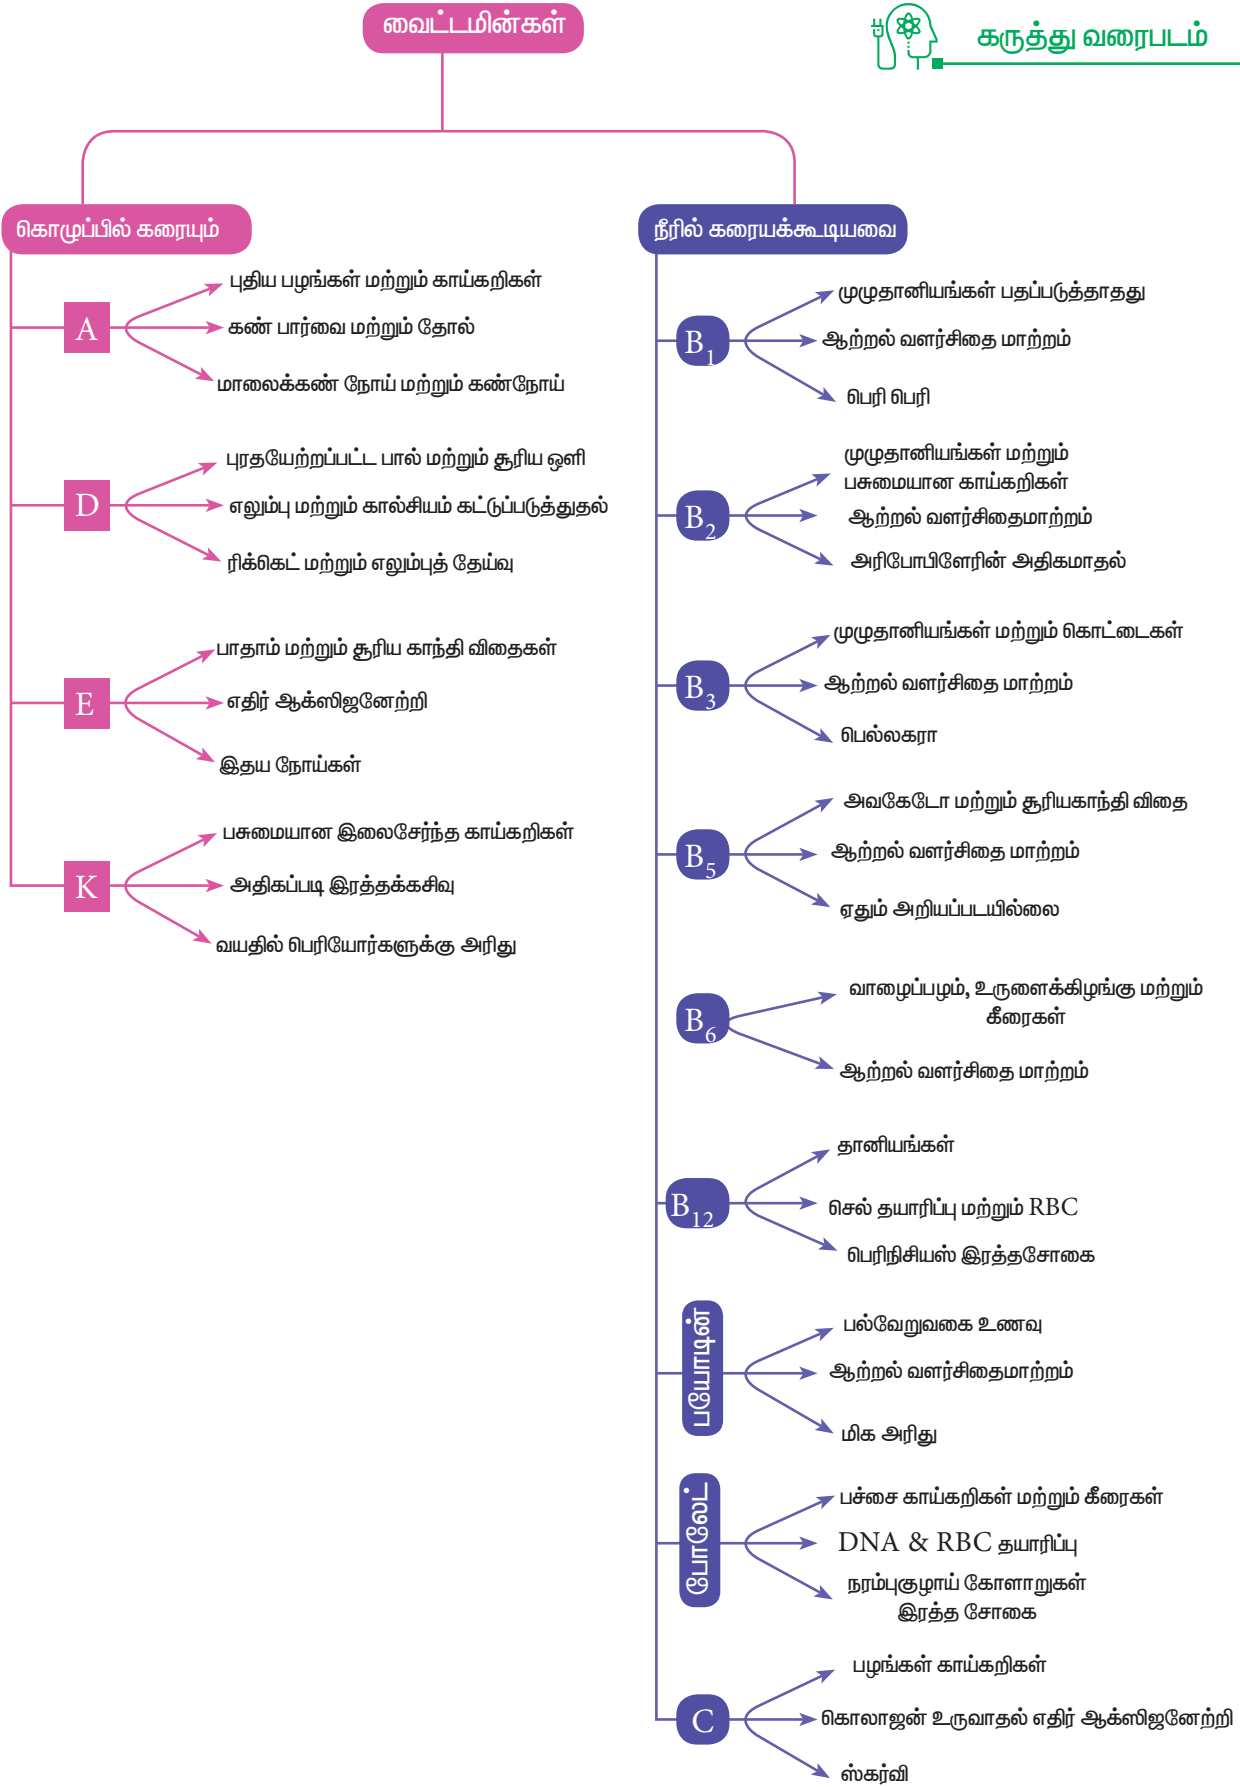 வைட்டமின்கள்
கருத்து வரைபடம்
கொழுப்பில் கரையும்
A
புதிய பழங்கள் மற்றும் காய்கறிகள்
கண் பார்வை மற்றும் தோல்
மாலைக்கண் நோய் மற்றும் கண்நோய்
D
புரதயேற்றப்பட்ட பால் மற்றும் சூரிய ஒளி
எலும்பு மற்றும் கால்சியம் கட்டுப்படுத்துதல்
ரிக்கெட் மற்றும் எலும்புத் தேய்வு
E
பாதாம் மற்றும் சூரிய காந்தி விதைகள்
எதிர் ஆக்ஸிஜனேற்றி
இதய நோய்கள்
K
பசுமையான இலைசேர்ந்த காய்கறிகள்
அதிகப்படி இரத்தக்கசிவு
வயதில் பெரியோர்களுக்கு அரிது
நீரில் கரையக்கூடியவை
B1
முழுதானியங்கள் பதப்படுத்தாதது
ஆற்றல் வளர்சிதை மாற்றம்
பெரி பெரி
B2
முழுதானியங்கள் மற்றும்
பசுமையான காய்கறிகள்
ஆற்றல் வளர்சிதைமாற்றம்
அரிபோபிளேரின் அதிகமாதல்
B3
முழுதானியங்கள் மற்றும் கொட்டைகள்
ஆற்றல் வளர்சிதை மாற்றம்
பெல்லகரா
B5
அவகேடோ மற்றும் சூரியகாந்தி விதை
ஆற்றல் வளர்சிதை மாற்றம்
ஏதும் அறியப்படயில்லை
B6
வாழைப்பழம், உருளைக்கிழங்கு மற்றும்
கீரைகள்
ஆற்றல் வளர்சிதை மாற்றம்
B12
தானியங்கள்
செல் தயாரிப்பு மற்றும் RBC
பெரிநிசியஸ் இரத்தசோகை
பயோடின்
பல்வேறுவகை உணவு
ஆற்றல் வளர்சிதைமாற்றம்
மிக அரிது
போலேட்
பச்சை காய்கறிகள் மற்றும் கீரைகள்
DNA & RBC தயாரிப்பு
நரம்புகுழாய் கோளாறுகள்
இரத்த சோகை
C
பழங்கள் காய்கறிகள்
கொலாஜன் உருவாதல் எதிர் ஆக்ஸிஜனேற்றி
ஸ்கர்வி